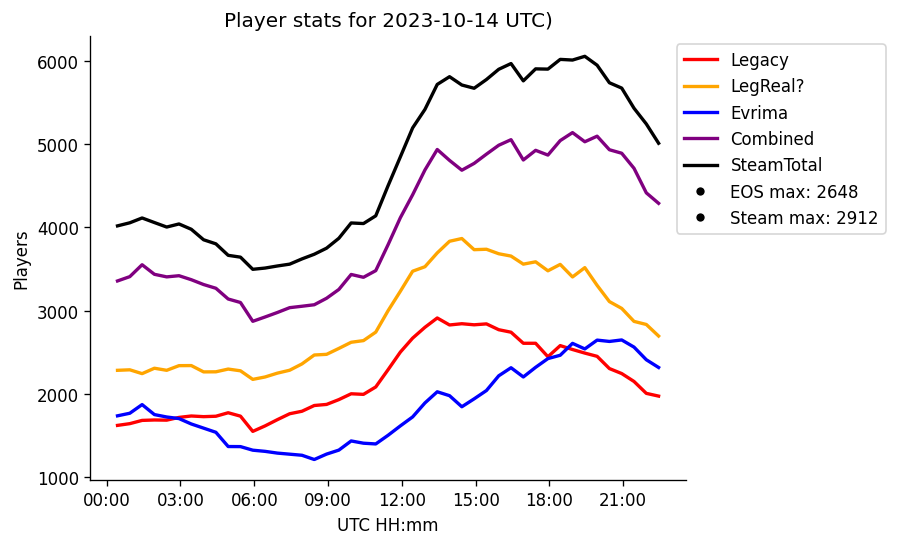 Player stats for 2023-10-14 UTC)
Players
6000
5000
4000
3000
2000
1000
00:00 03:00 06:00 09:00 12:00 15:00 18:00 21:00
UTC HH:mm
Legacy
LegReal?
Evrima
Combined
SteamTotal
EOS max: 2648
Steam max: 2912